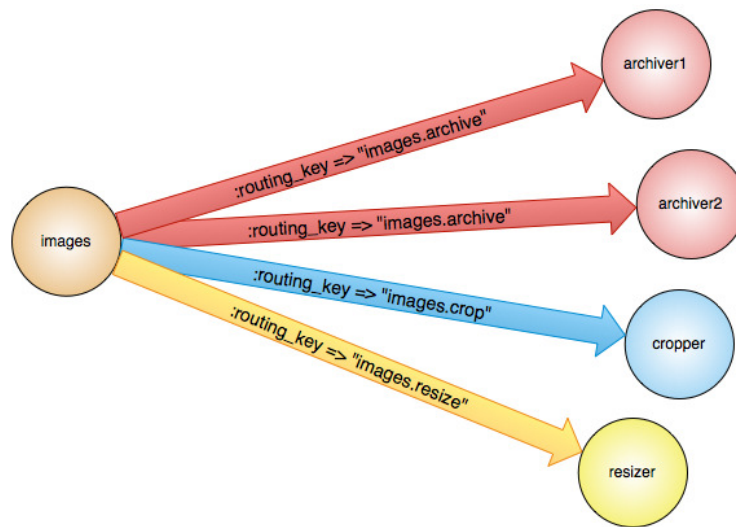 archiver1
:routing_key => "images.archive"
archiver2
:routing_key => "images.archive"
images
:routing_key => "images.crop"
cropper
:routing_key => "images.resize"
resizer